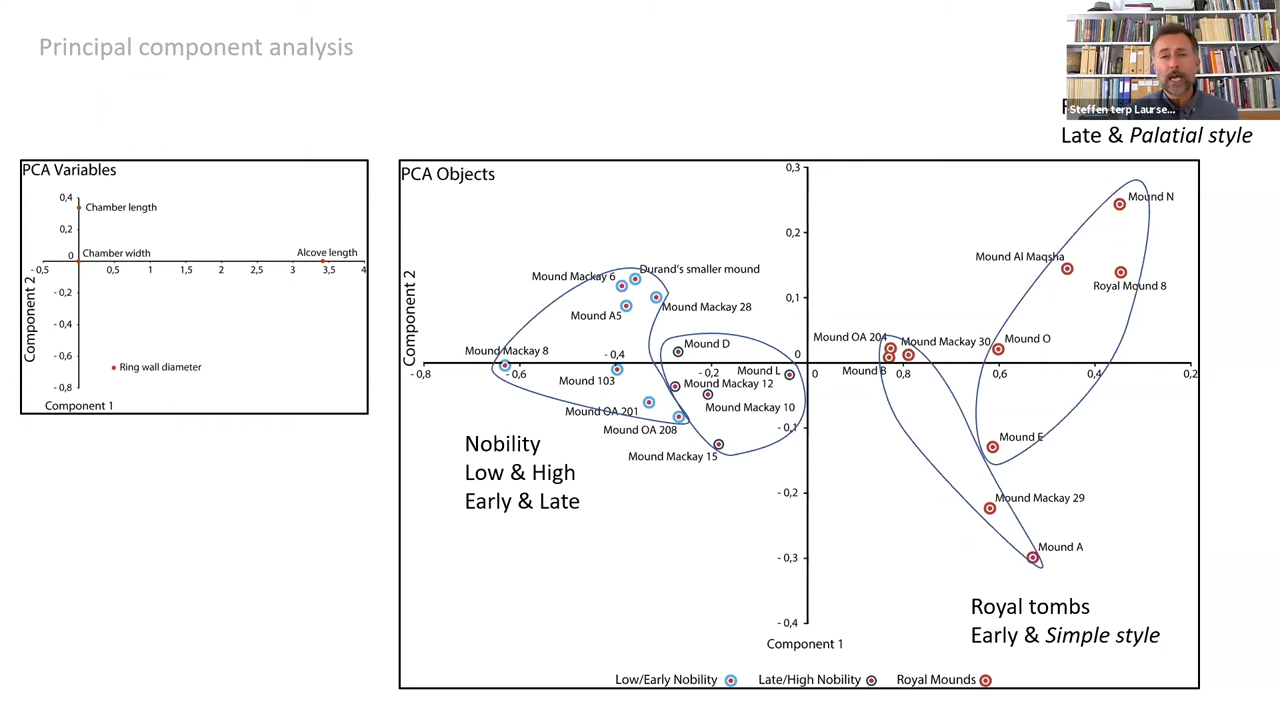 Principal component analysis
Steffen terp Laurse...
Late & Palatial style
PCA Variables
0,4
Chamber length
0,2
0
Chamber width
Alcove length
- 0,5
0,5
1
1,5
2
2,5
3
3,5
4
- 0,2
- 0,4
- 0,6
Ring wall diameter
- 0,8
Component 2
Component 1
PCA Objects
0,3
Mound N
0,2
Mound Al Maqsha
Durand's smaller mound
Mound Mackay 6
Royal Mound 8
0,1
Mound Mackay 28
Mound A5
Component 2
Mound OA 204
Mound Mackay 30
Mound O
Mound D
Mound Mackay 8
- 0,4
0
- 0,8
- 0,6
- 0,2
0
0,8
0,6
0,4
0,2
Mound L
Mound 8
Mound 103
Mound Mackay 12
Mound Mackay 10
Mound OA 201
- 0,1
Mound OA 208
Mound E
Mound Mackay 15
Nobility
Low & High
Early & Late
- 0,2
Mound Mackay 29
Mound A
- 0,3
Royal tombs
Early & Simple style
- 0,4
Component 1
Low/Early Nobility
Late/High Nobility
Royal Mounds